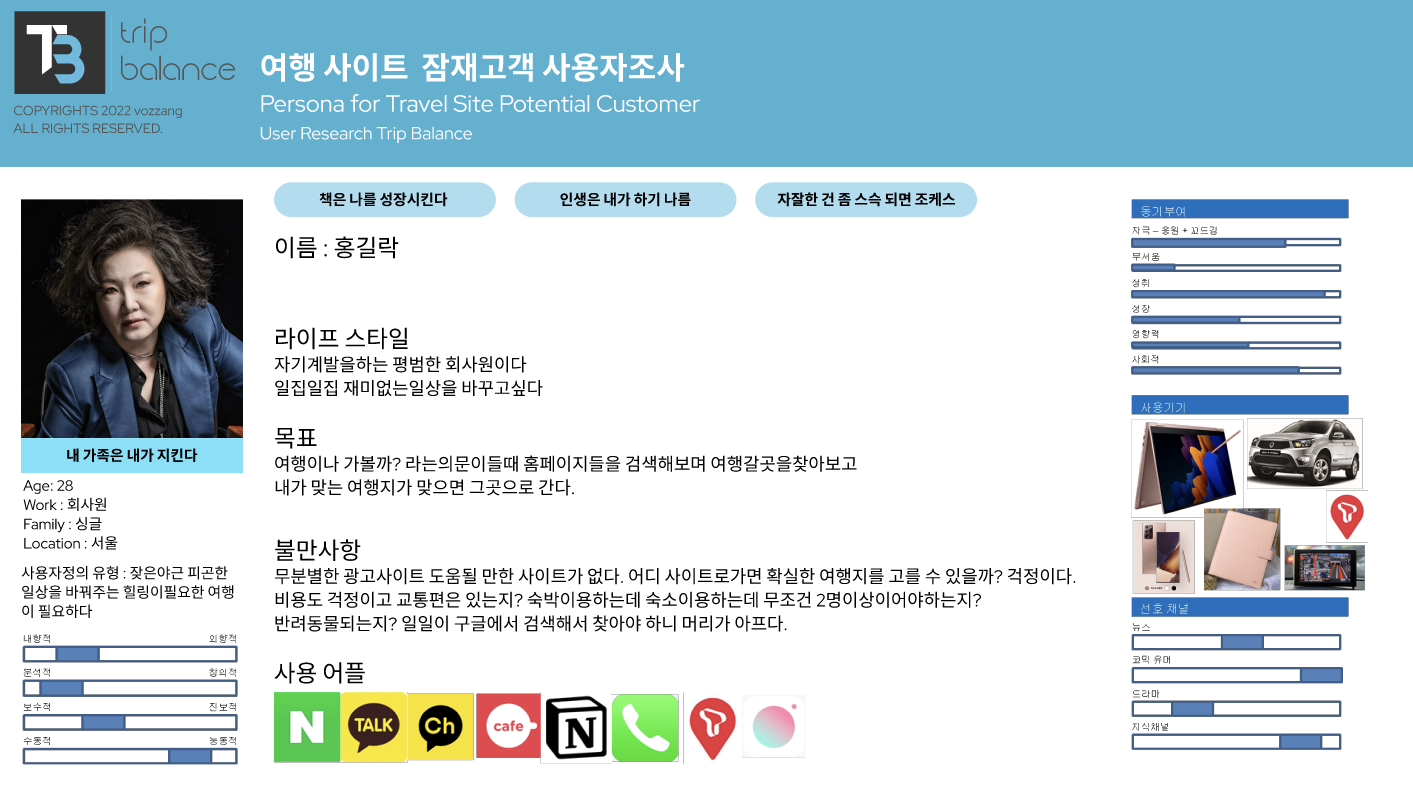 TB
trip
balance
COPYRIGHTS 2022 vozzang
ALL RIGHTS RESERVED.
여행 사이트 잠재고객 사용자조사
Persona for Travel Site Potential Customer
User Research Trip Balance
책은 나를 성장시킨다
인생은 내가 하기 나름
자잘한 건 좀 스슥 되면 조케스
내 가족은 내가 지킨다
Age: 28
Work : 회사원
Family : 싱글
Location : 서울
사용자정의 유형 : 잦은야근 피곤한
일상을 바꿔주는 힐링이필요한 여행
이 필요하다
내향적 외향적
분석적 창의적
보수적 진보적
수동적 능동적
이름 : 홍길락
라이프 스타일
자기계발을하는 평범한 회사원이다
일집일집 재미없는일상을 바꾸고싶다
목표
여행이나 가볼까? 라는의문이들때 홈페이지들을 검색해보며 여행갈곳을찾아보고
내가 맞는 여행지가 맞으면 그곳으로 간다.
불만사항
무분별한 광고사이트 도움될 만한 사이트가 없다. 어디 사이트로가면 확실한 여행지를 고를 수 있을까? 걱정이다.
비용도 걱정이고 교통편은 있는지? 숙박이용하는데 숙소이용하는데 무조건 2명이상이어야하는지?
반려동물되는지? 일일이 구글에서 검색해서 찾아야 하니 머리가 아프다.
사용 어플
N
TALK
Ch
cafe
N
동기부여
자극 – 응원 + 꼬드김
무서움
성취
성장
영향력
사회적
사용기기
선호 채널
뉴스
코믹 유머
드라마
지식채널